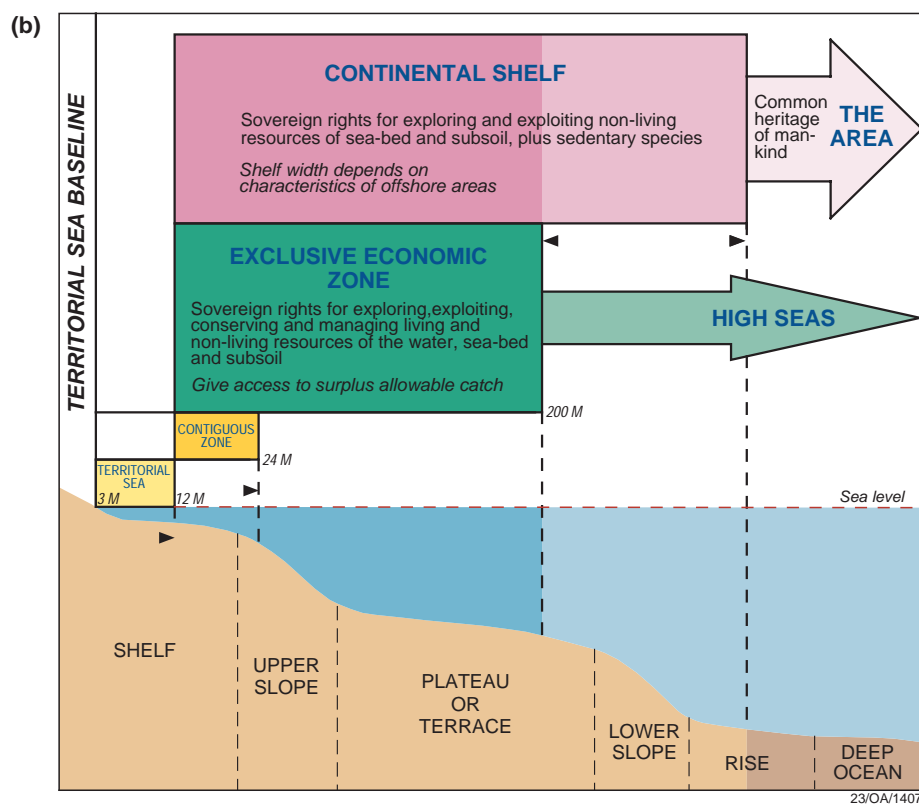 (b)
TERRITORIAL SEA BASELINE
CONTINENTAL SHELF
Sovereign rights for exploring and exploiting non-living
resources of sea-bed and subsoil, plus sedentary species
Shelf width depends on
characteristics of offshore areas
Common
heritage
of man-
kind
THE
AREA
EXCLUSIVE ECONOMIC
ZONE
Sovereign rights for exploring,exploiting,
conserving and managing living and
non-living resources of the water, sea-bed
and subsoil
Give access to surplus allowable catch
HIGH SEAS
200 M
CONTIGUOUS
ZONE
24 M
TERRITORIAL
SEA
3 M
12 M
Sea level
SHELF
UPPER
SLOPE
PLATEAU
OR
TERRACE
LOWER
SLOPE
RISE
DEEP
OCEAN
23/OA/1407